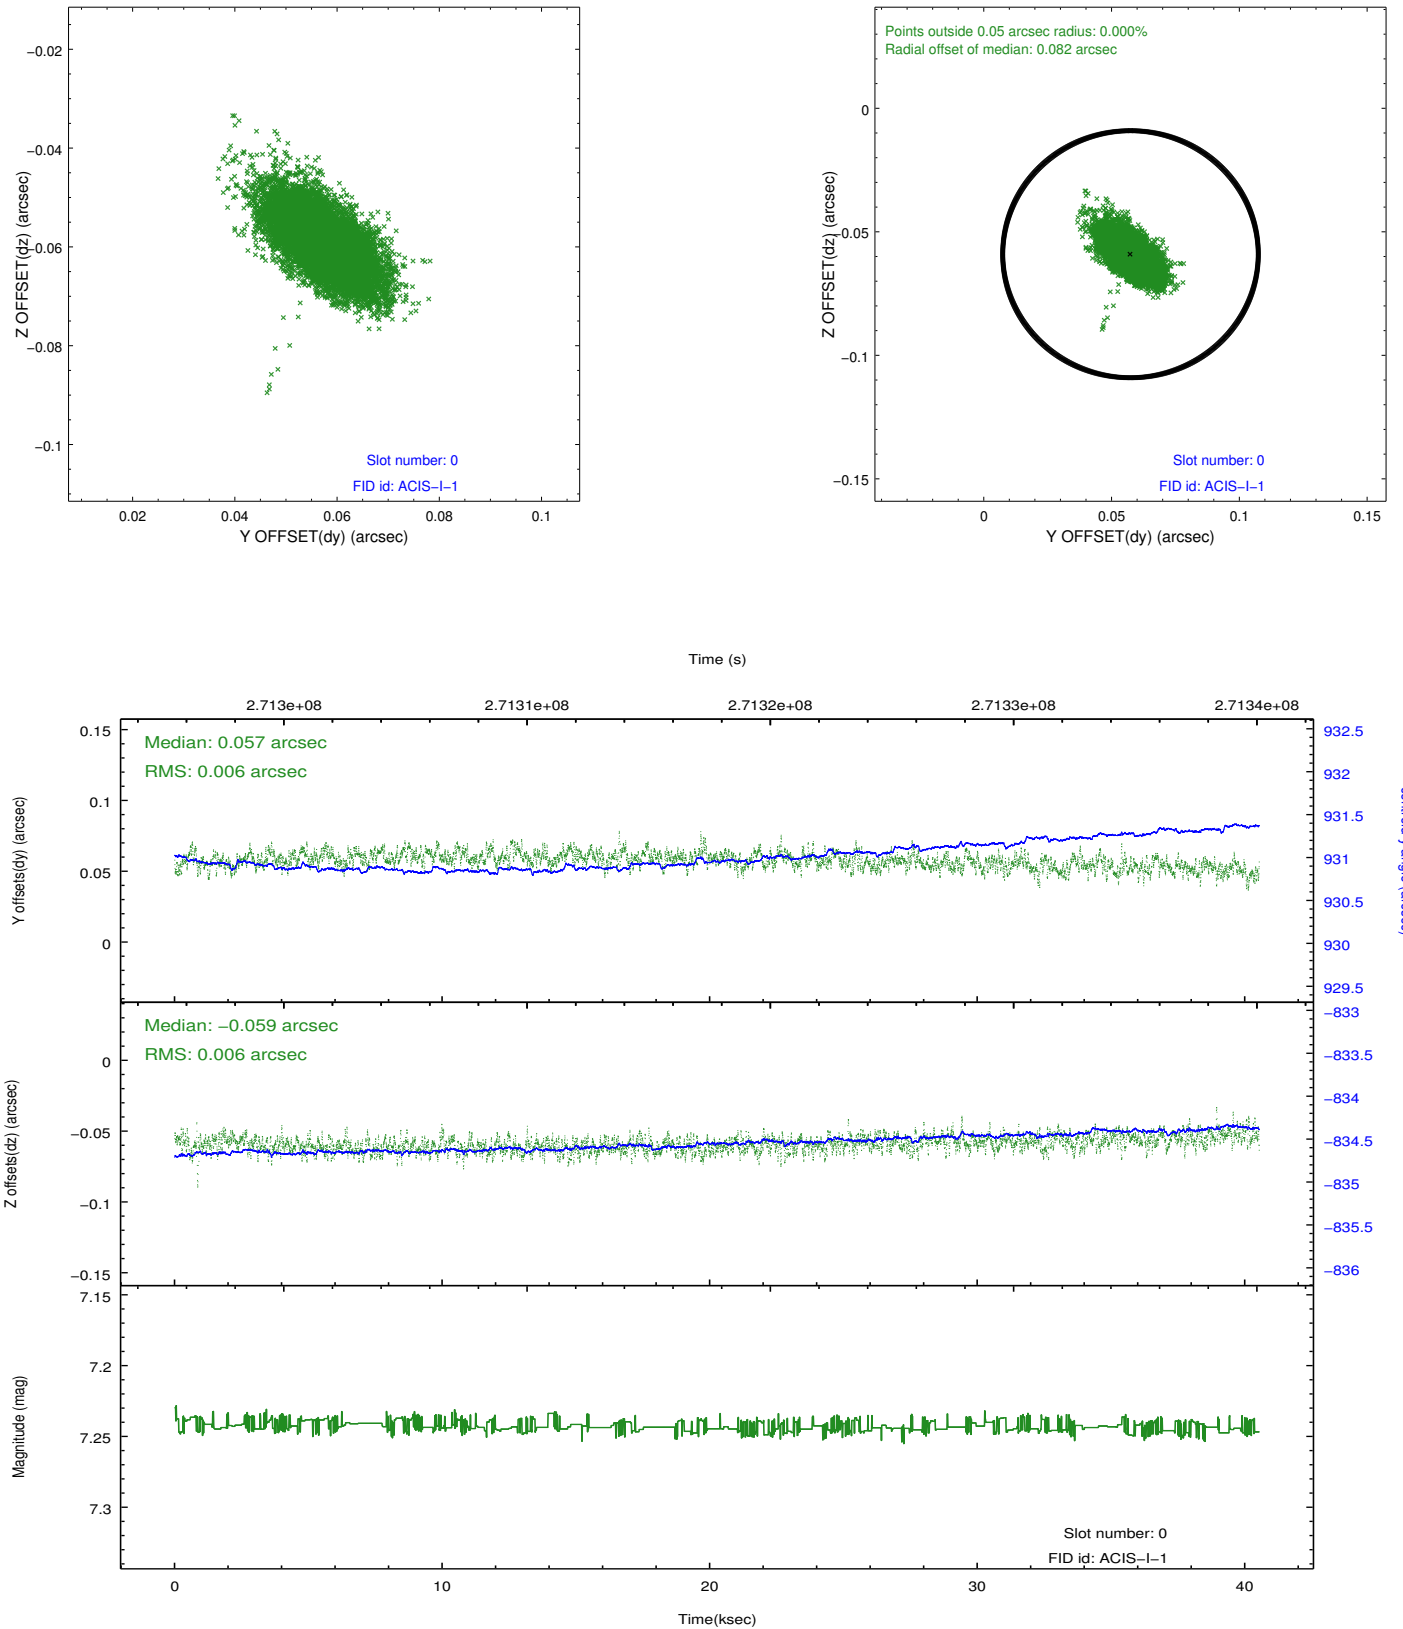 −0.02
−0.04
−0.06
−0.08
−0.1
Z OFFSET(dz) (arcsec)
Slot number: 0
FID id: ACIS−I−1
0.02
0.04
0.06
0.08
0.1
Y OFFSET(dy) (arcsec)
Points outside 0.05 arcsec radius: 0.000%
Radial offset of median: 0.082 arcsec
0
−0.05
−0.1
−0.15
Z OFFSET(dz) (arcsec)
Slot number: 0
FID id: ACIS−I−1
0
0.05
0.1
0.15
Y OFFSET(dy) (arcsec)
Time (s)
2.713e+08
2.7131e+08
2.7132e+08
2.7133e+08
2.7134e+08
Median: 0.057 arcsec
RMS: 0.006 arcsec
0.15
0.1
0.05
0
Y offsets(dy) (arcsec)
932.5
932
931.5
931
930.5
930
929.5
Median: −0.059 arcsec
RMS: 0.006 arcsec
0
−0.05
−0.1
−0.15
Z offsets(dz) (arcsec)
−833
−833.5
−834
−834.5
−835
−835.5
−836
7.15
7.2
7.25
7.3
Magnitude (mag)
Slot number: 0
FID id: ACIS−I−1
0
10
20
30
40
Time(ksec)